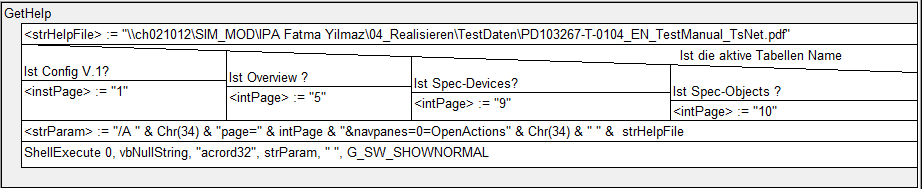 GetHelp
<strHelpFile> := "\\ch021012\SIM_MOD\IPA Fatma Yilmaz\04_Realisieren\TestDaten\PD103267-T-0104_EN_TestManual_TsNet.pdf"
Ist die aktive Tabellen Name
Ist Config V.1?
Ist Overview ?
Ist Spec-Devices?
Ist Spec-Objects ?
<instPage> := "1"
<intPage> := "5"
<intPage> := "9"
<intPage> := "10"
<strParam> := "/A " & Chr(34) & "page=" & intPage & "&navpanes=0=OpenActions" & Chr(34) & " " &  strHelpFile
ShellExecute 0, vbNullString, "acrord32", strParam, " ", G_SW_SHOWNORMAL